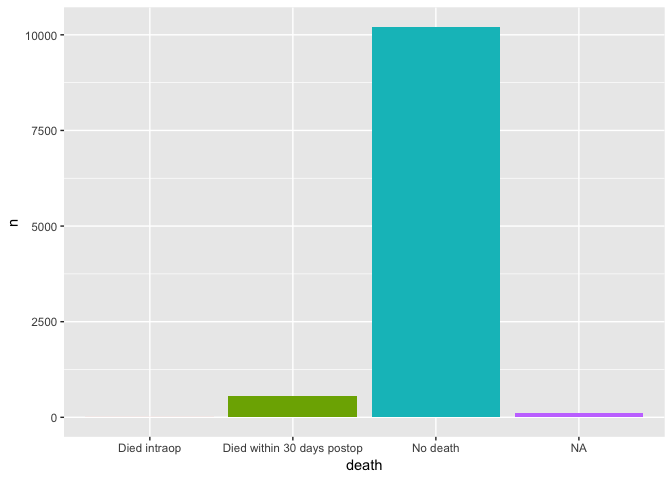 10000
7500
5000
2500
0
n
Died intraop
Died within 30 days postop
No death
NA
death